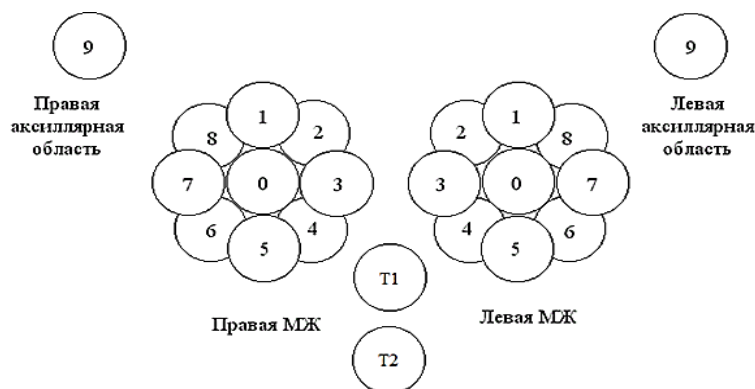 9
9
Правая
аксиллярная
область
Левая
аксиллярная
область
1
8
2
7
0
3
6
4
5
1
2
8
3
0
7
4
6
5
T1
Правая МЖ
Левая МЖ
T2